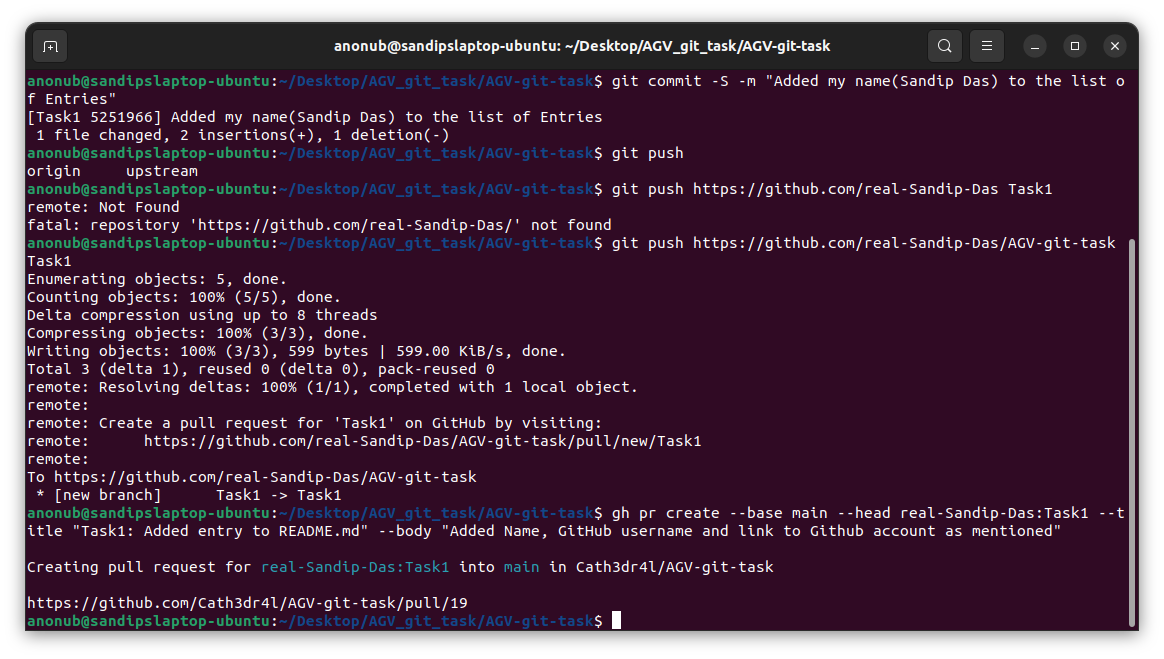 anonub@sandipslaptop-ubuntu: ~/Desktop/AGV_git_task/AGV-git-task
anonub@sandipslaptop-ubuntu:~/Desktop/AGV_git_task/AGV-git-task$ git commit -S -m "Added my name(Sandip Das) to the list o
f Entries"
[Task1 5251966] Added my name(Sandip Das) to the list of Entries
 1 file changed, 2 insertions(+), 1 deletion(-)
anonub@sandipslaptop-ubuntu:~/Desktop/AGV_git_task/AGV-git-task$ git push
origin     upstream
anonub@sandipslaptop-ubuntu:~/Desktop/AGV_git_task/AGV-git-task$ git push https://github.com/real-Sandip-Das Task1
remote: Not Found
fatal: repository 'https://github.com/real-Sandip-Das/' not found
anonub@sandipslaptop-ubuntu:~/Desktop/AGV_git_task/AGV-git-task$ git push https://github.com/real-Sandip-Das/AGV-git-task
Task1
Enumerating objects: 5, done.
Counting objects: 100% (5/5), done.
Delta compression using up to 8 threads
Compressing objects: 100% (3/3), done.
Writing objects: 100% (3/3), 599 bytes | 599.00 KiB/s, done.
Total 3 (delta 1), reused 0 (delta 0), pack-reused 0
remote: Resolving deltas: 100% (1/1), completed with 1 local object.
remote:
remote: Create a pull request for 'Task1' on GitHub by visiting:
remote:      https://github.com/real-Sandip-Das/AGV-git-task/pull/new/Task1
remote:
To https://github.com/real-Sandip-Das/AGV-git-task
 * [new branch]      Task1 -> Task1
anonub@sandipslaptop-ubuntu:~/Desktop/AGV_git_task/AGV-git-task$ gh pr create --base main --head real-Sandip-Das:Task1 --t
itle "Task1: Added entry to README.md" --body "Added Name, GitHub username and link to Github account as mentioned"
Creating pull request for real-Sandip-Das:Task1 into main in Cath3dr4l/AGV-git-task
https://github.com/Cath3dr4l/AGV-git-task/pull/19
anonub@sandipslaptop-ubuntu:~/Desktop/AGV_git_task/AGV-git-task$